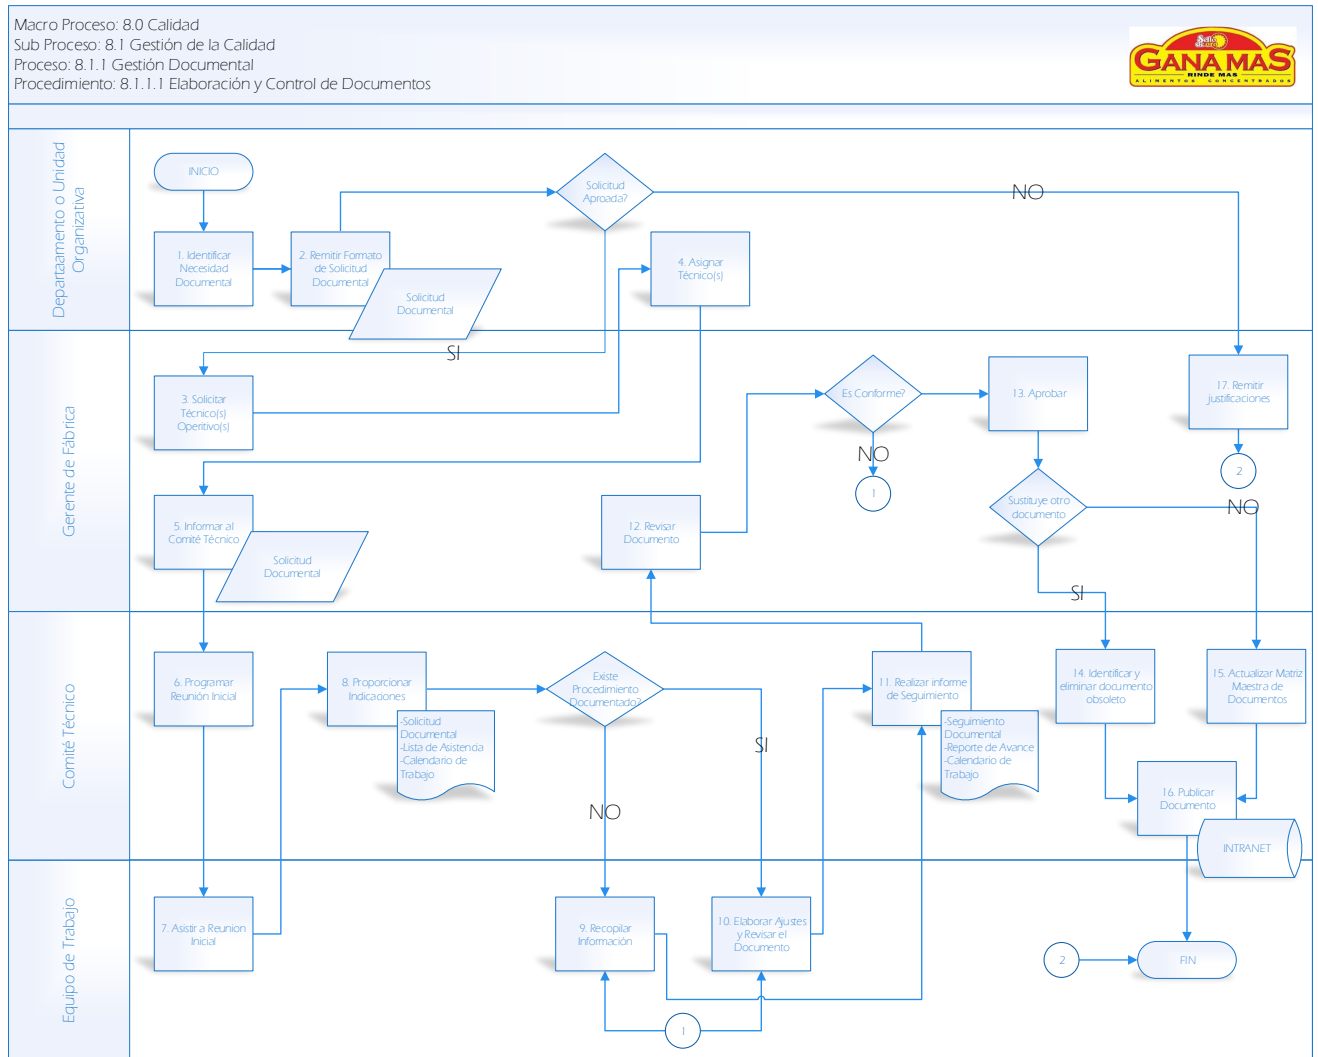 Macro Proceso: 8.0 Calidad
Sub Proceso: 8.1 Gestión de la Calidad
Proceso: 8.1.1 Gestión Documental
Procedimiento: 8.1.1.1 Elaboración y Control de Documentos
Sello
de oro
GANA MAS
RINDE MAS
ALIMENTOS CONCENTRADOS
Departaamento o Unidad
Organizativa
INICIO
1. Identificar
Necesidad
Documental
2. Remitir Formato
de Solicitud
Documental
Solicitud
Documental
Solicitud
Aproada?
NO
4. Asignar
Técnico(s)
SI
Gerente de Fábrica
3. Solicitar
Técnico(s)
Operitivo(s)
Es Conforme?
NO
1
13. Aprobar
17. Remitir
justificaciones
2
5. Informar al
Comité Técnico
Solicitud
Documental
12. Revisar
Documento
Sustituye otro
documento
NO
SI
Comité Técnico
6. Programar
Reunión Inicial
8. Proporcionar
Indicaciones
-Solicitud
Documental
-Lista de Asistencia
-Calendario de
Trabajo
Existe
Procedimiento
Documentado?
SI
NO
11. Realizar informe
de Seguimiento
-Seguimiento
Documental
-Reporte de Avance
-Calendario de
Trabajo
14. Identificar y
eliminar documento
obsoleto
15. Actualizar Matriz
Maestra de
Documentos
16. Publicar
Documento
INTRANET
Equipo de Trabajo
7. Asistir a Reunion
Inicial
9. Recopilar
Información
10. Elaborar Ajustes
y Revisar el
Documento
1
2
FIN